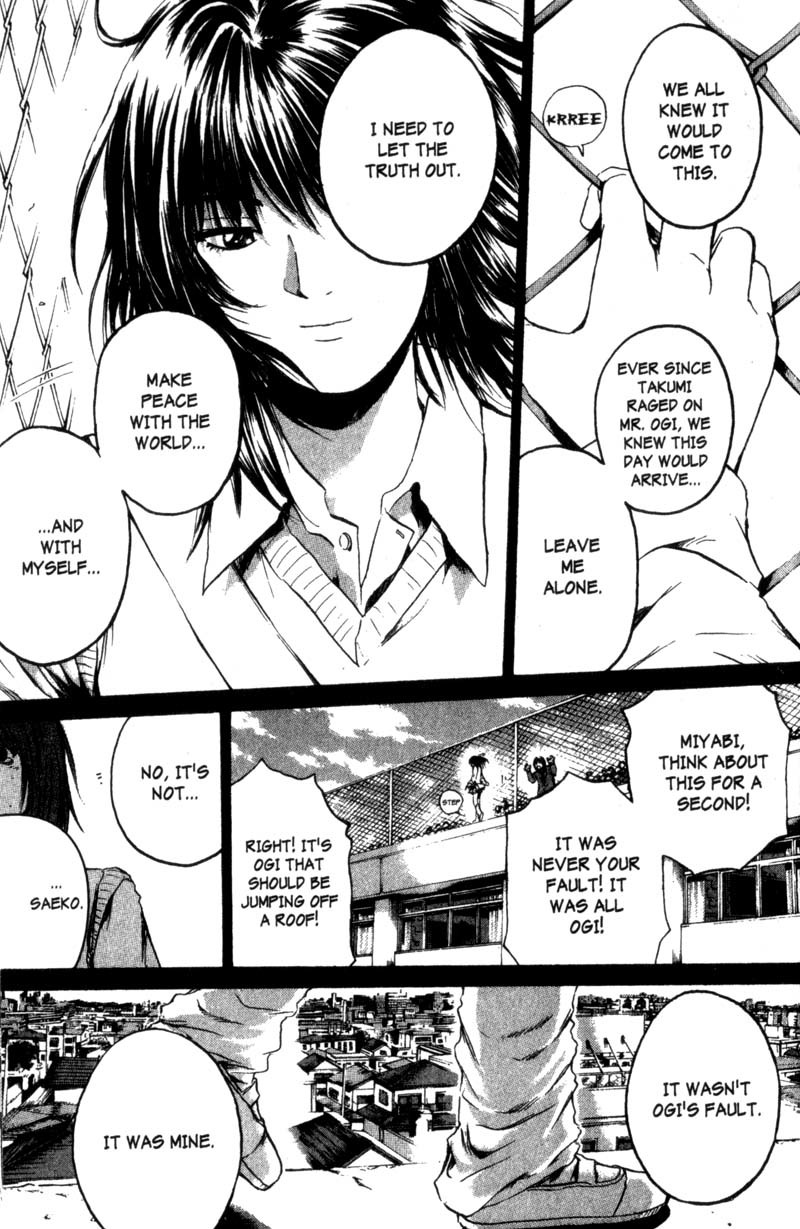 WE ALL
KNEW IT
WOULD
COME TO
THIS.
KRREE
EVER SINCE
TAKUMI
RAGED ON
MR. OGI, WE
KNEW THIS
DAY WOULD
ARRIVE...
LEAVE
ME
ALONE.
I NEED TO
LET THE
TRUTH OUT.
MAKE
PEACE
WITH THE
WORLD...
...AND
WITH
MYSELF...
MIYABI,
THINK ABOUT
THIS FOR A
SECOND!
IT WAS
NEVER YOUR
FAULT! IT
WAS ALL
OGI!
STEP
RIGHT! IT'S
OGI THAT
SHOULD BE
JUMPING OFF
A ROOF!
NO, IT'S
NOT...
...
SAEKO.
IT WASN'T
OGI'S FAULT.
IT WAS MINE.